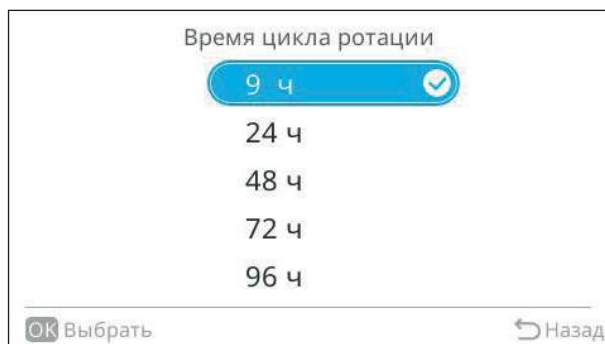 Время цикла ротации
9 ч
24 ч
48 ч
72 ч
96 ч
OK Выбрать
Назад